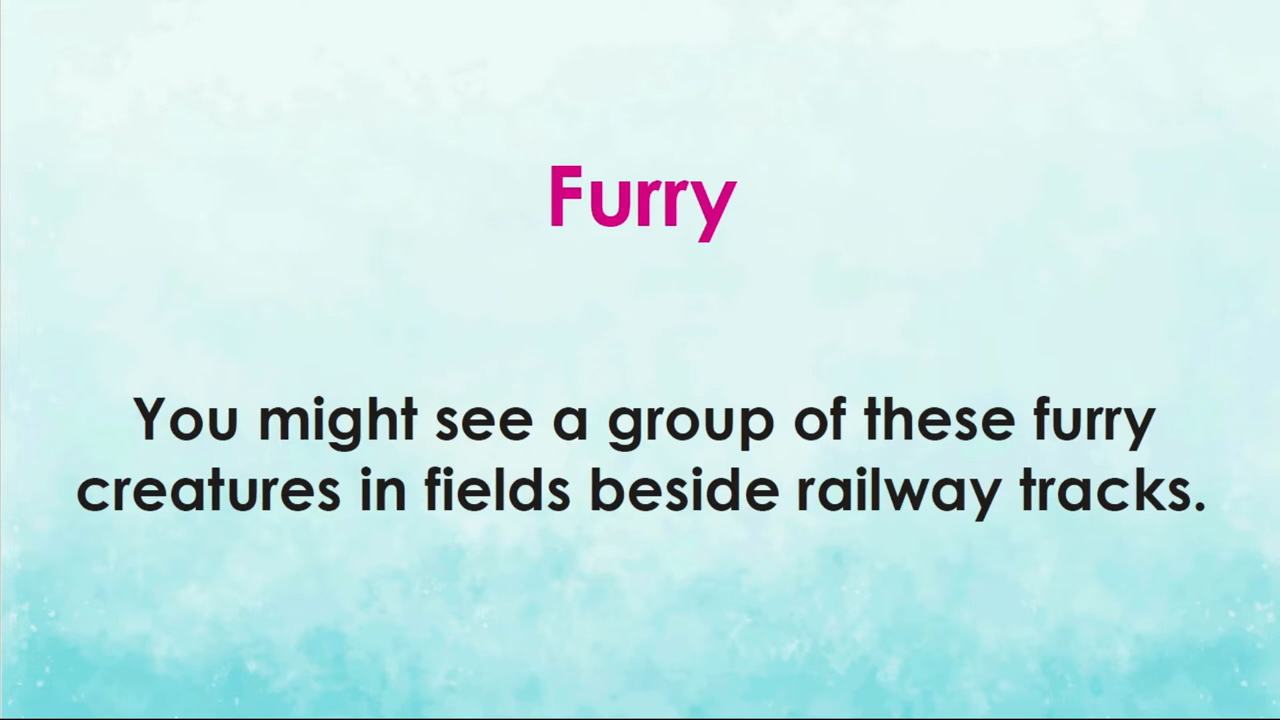 Furry
You might see a group of these furry
creatures in fields beside railway tracks.